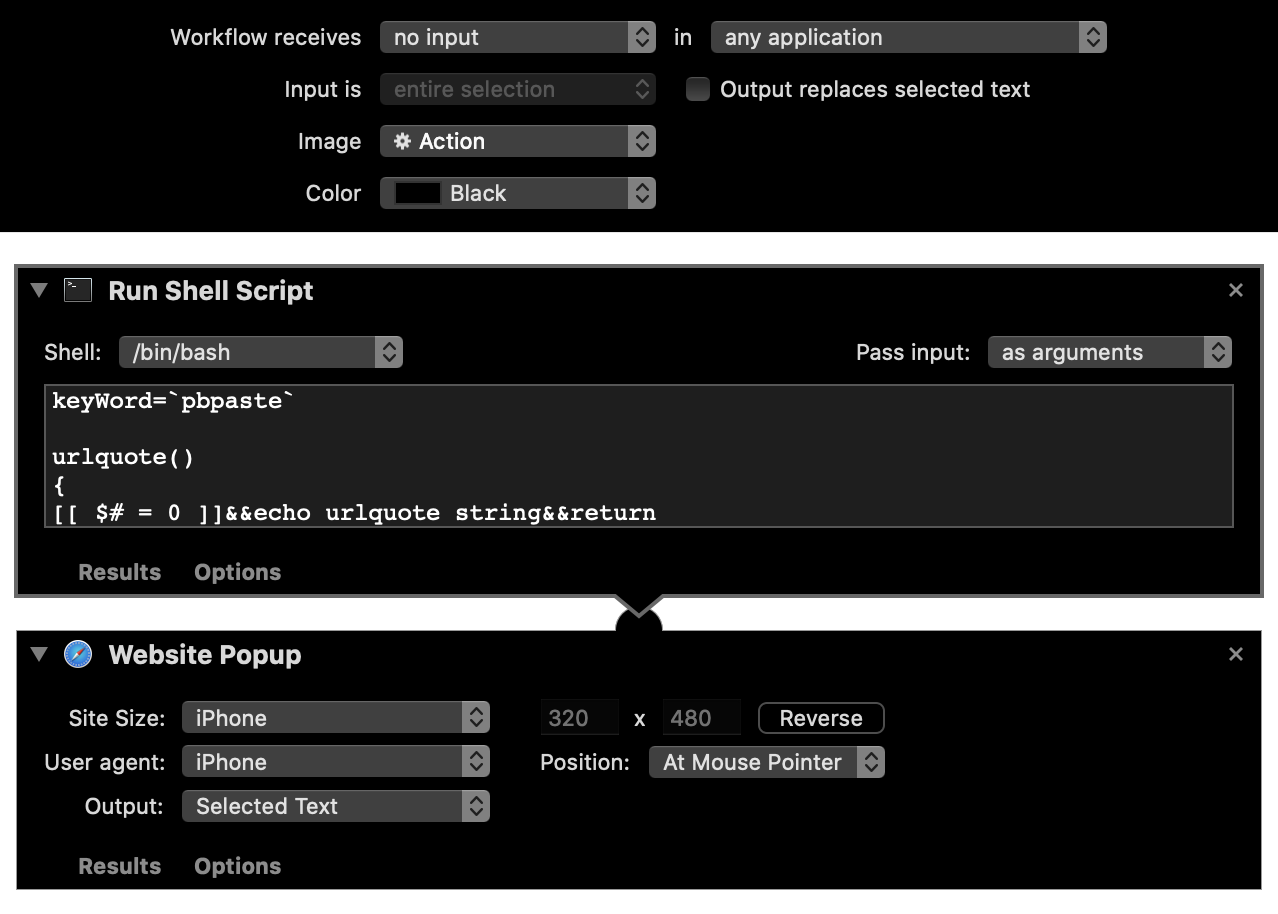 Workflow receives no input in any application
Input is entire selection Output replaces selected text
Image Action
Color Black
Run Shell Script
Shell: /bin/bash Pass input: as arguments
keyWord=`pbpaste`
urlquote()
{
[[ $# = 0 ]]&&echo urlquote string&&return
Results Options
Website Popup
Site Size: iPhone 320 x 480 Reverse
User agent: iPhone Position: At Mouse Pointer
Output: Selected Text
Results Options